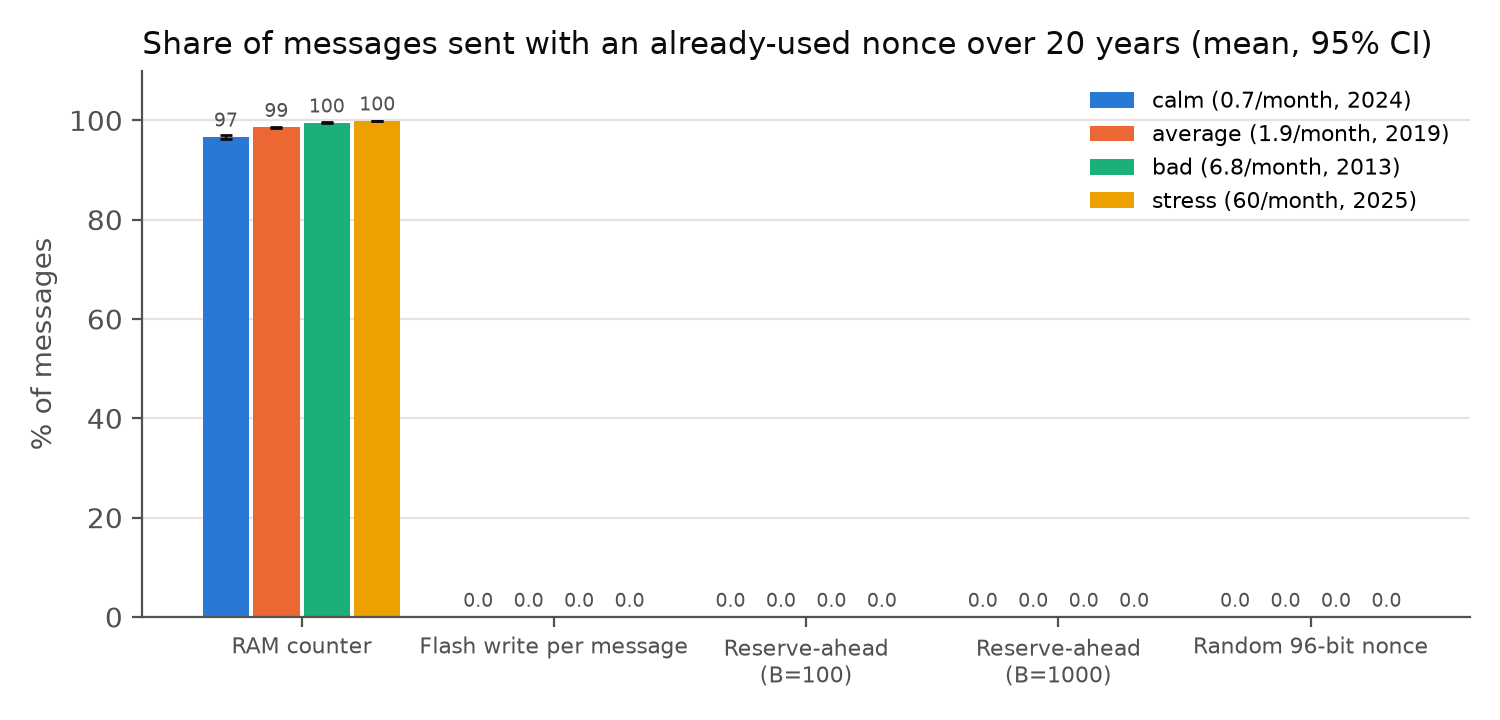 Share of messages sent with an already-used nonce over 20 years (mean, 95% CI)
calm (0.7/month, 2024)
average (1.9/month, 2019)
bad (6.8/month, 2013)
stress (60/month, 2025)
% of messages
100
80
60
40
20
0
97 99 100 100
0.0 0.0 0.0 0.0
0.0 0.0 0.0 0.0
0.0 0.0 0.0 0.0
0.0 0.0 0.0 0.0
RAM counter
Flash write per message
Reserve-ahead
(B=100)
Reserve-ahead
(B=1000)
Random 96-bit nonce